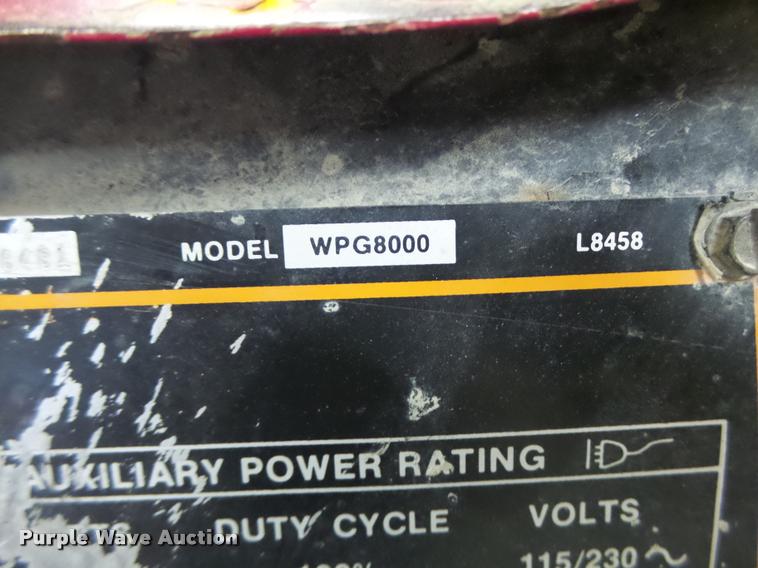 MODEL WPG8000 L8458
AUXILIARY POWER RATING
DUTY CYCLE VOLTS
115/230
Purple Wave Auction